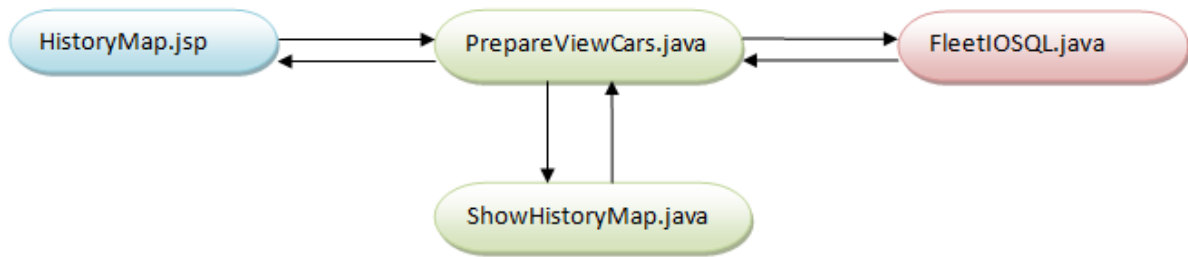 HistoryMap.jsp
PrepareViewCars.java
FleetIOSQL.java
ShowHistoryMap.java